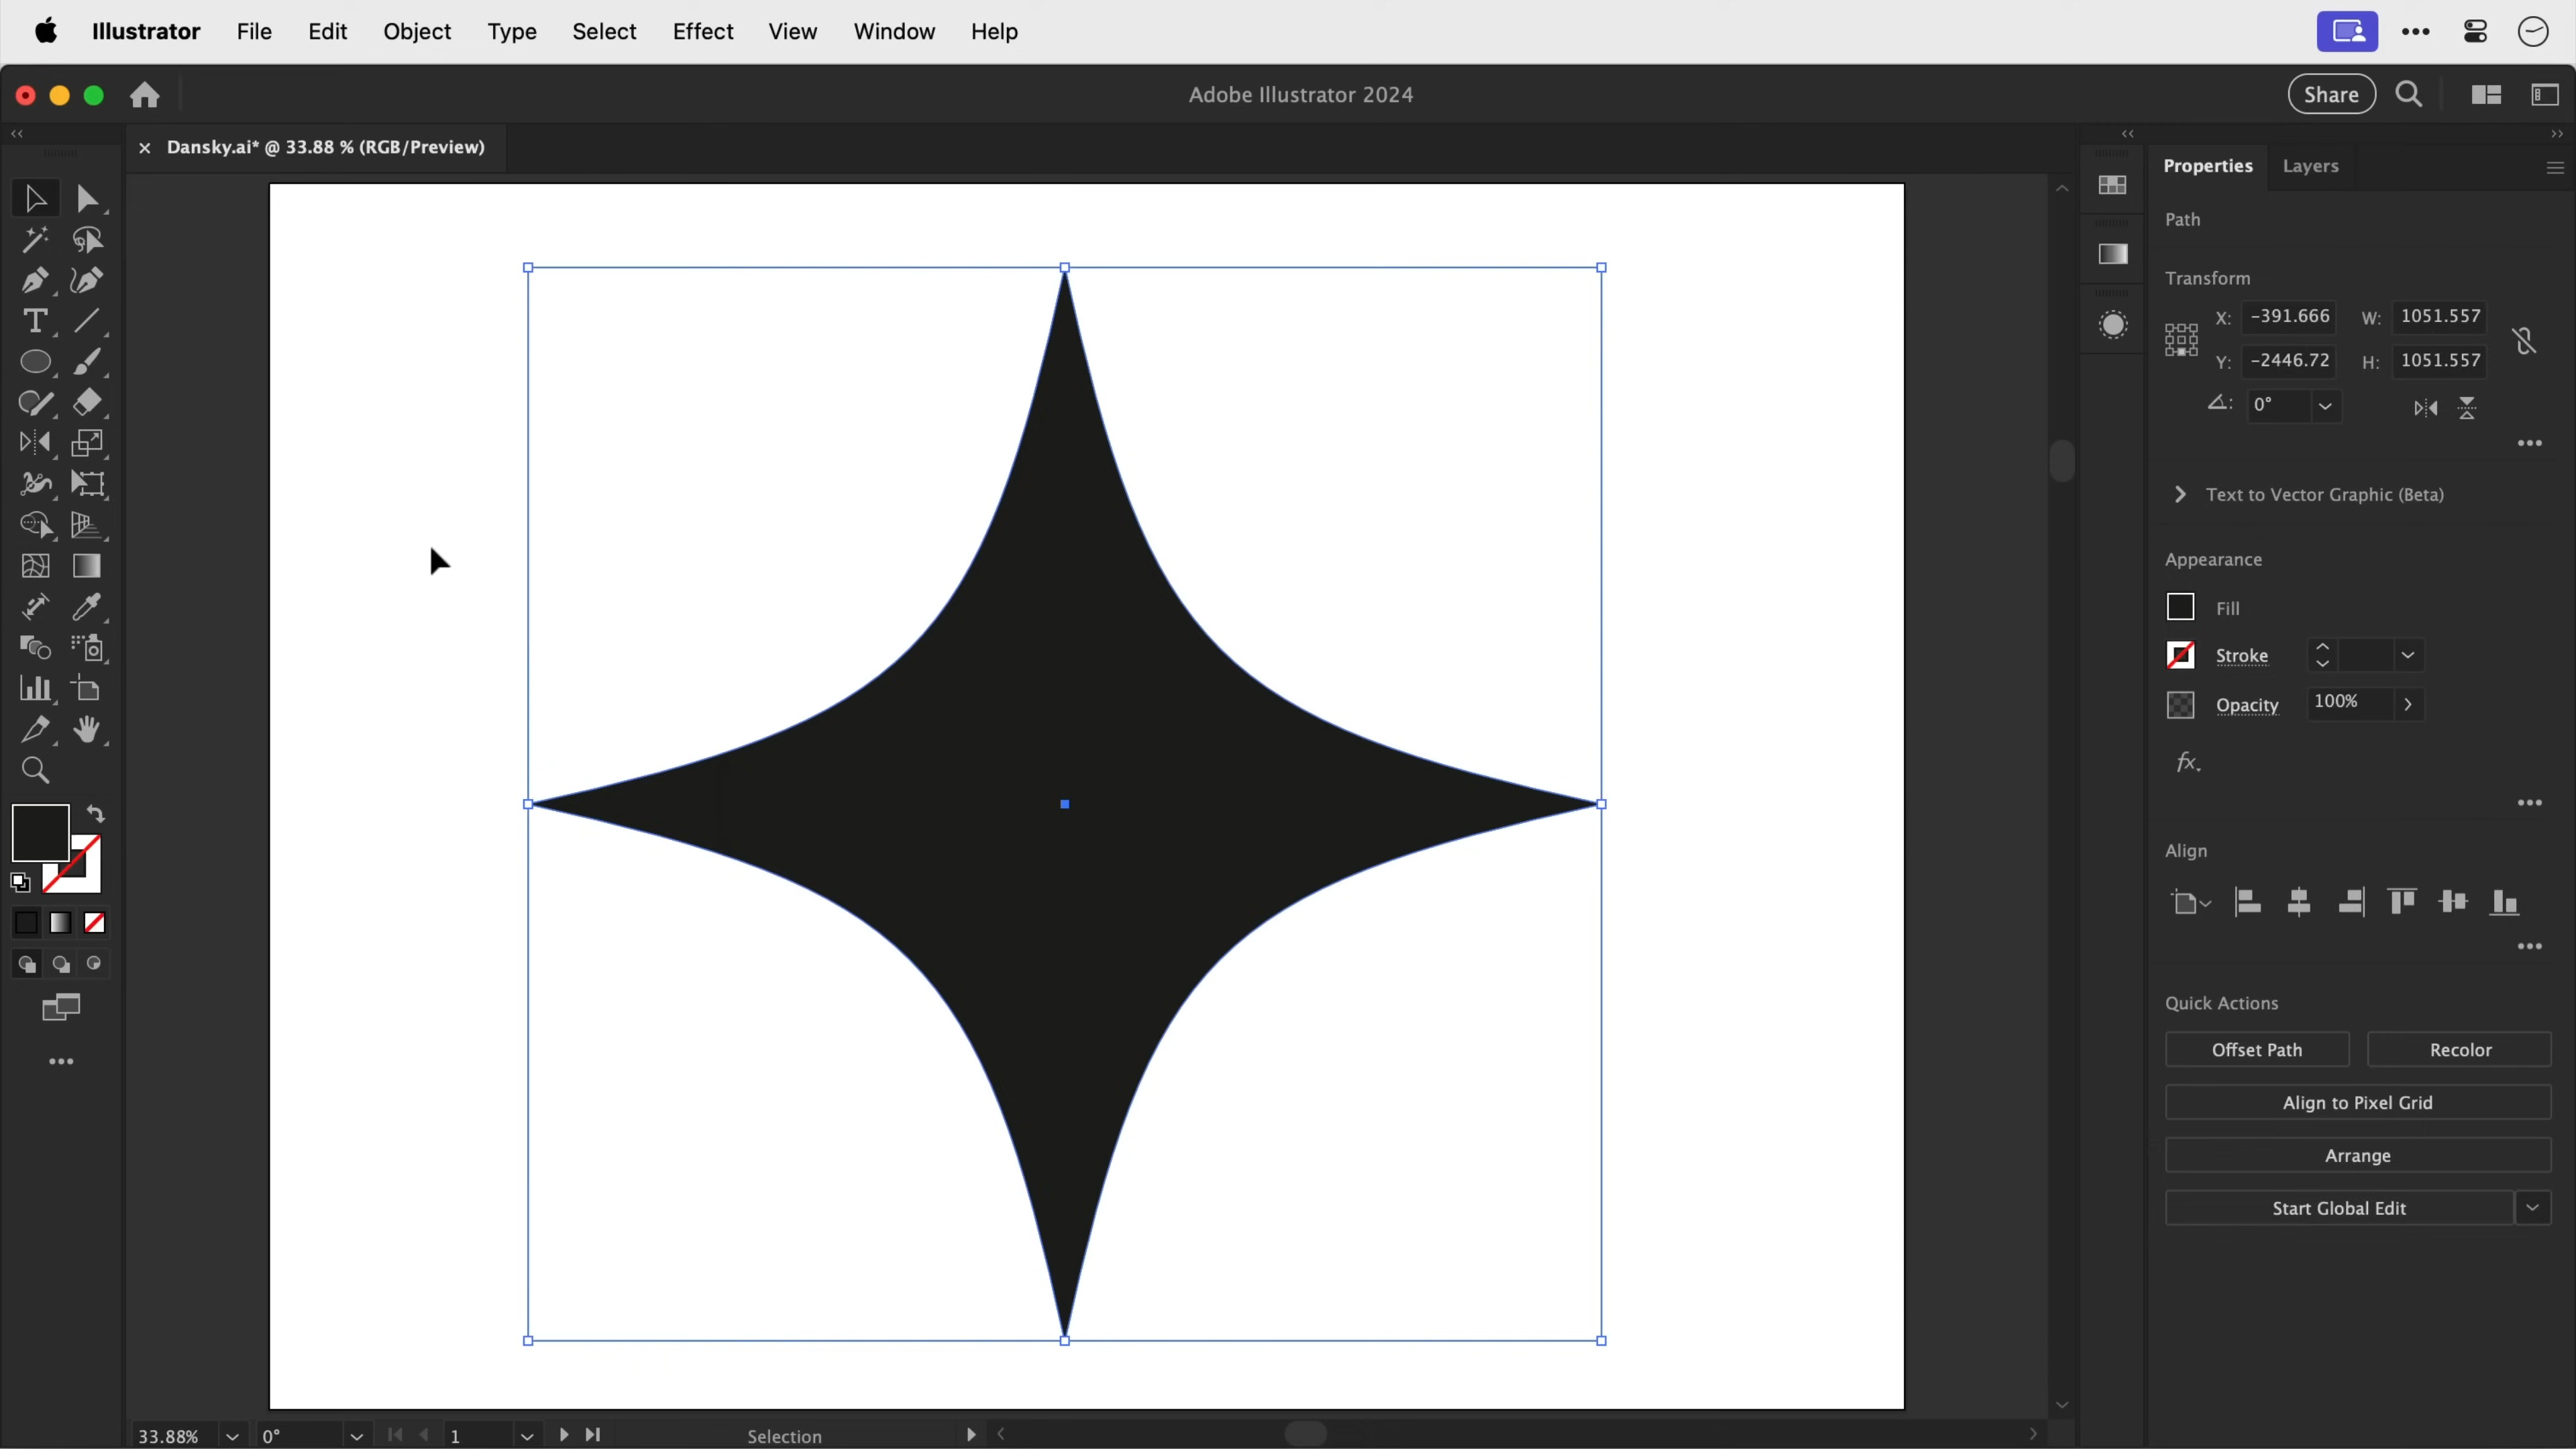 Illustrator File Edit Object Type Select Effect View Window Help
Adobe Illustrator 2024
Share
Dansky.ai* @ 33.88 % (RGB/Preview)
Properties Layers
Path
Transform
X: -391.666 W: 1051.557
Y: -2446.72 H: 1051.557
0°
Text to Vector Graphic (Beta)
Appearance
Fill
Stroke
Opacity 100%
fx
Align
Quick Actions
Offset Path Recolor
Align to Pixel Grid
Arrange
Start Global Edit
33.88% 0° 1 Selection